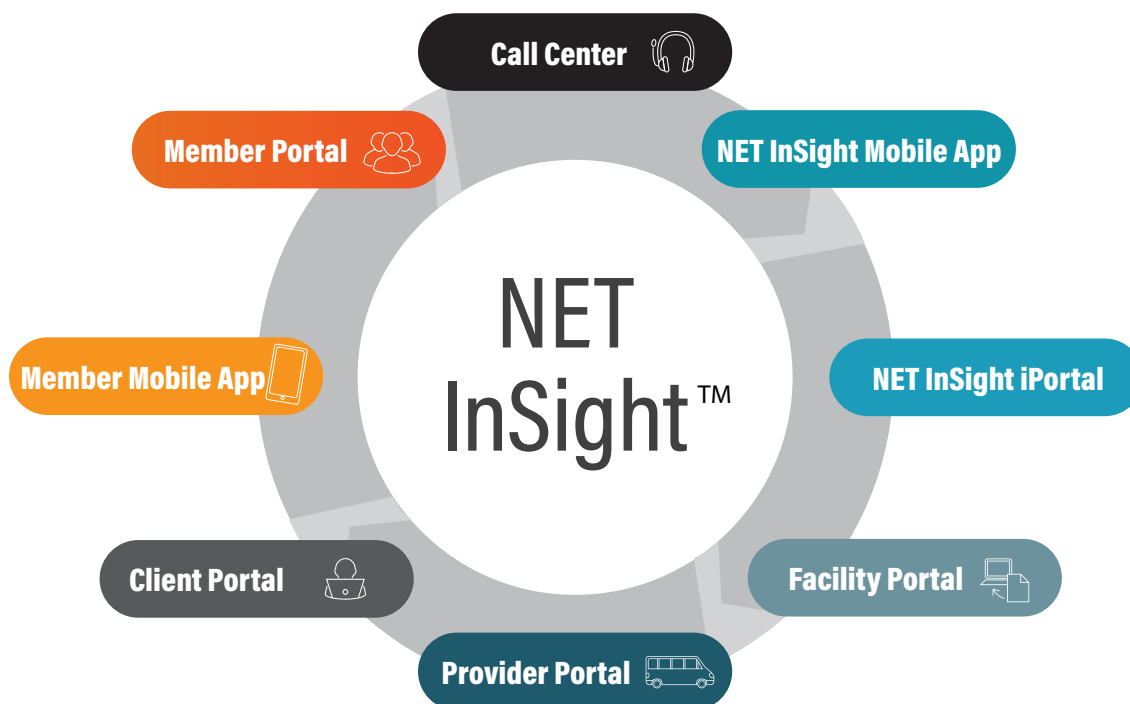 Call Center
Member Portal
NET InSight Mobile App
NET
InSight™
Member Mobile App
NET InSight iPortal
Client Portal
Facility Portal
Provider Portal